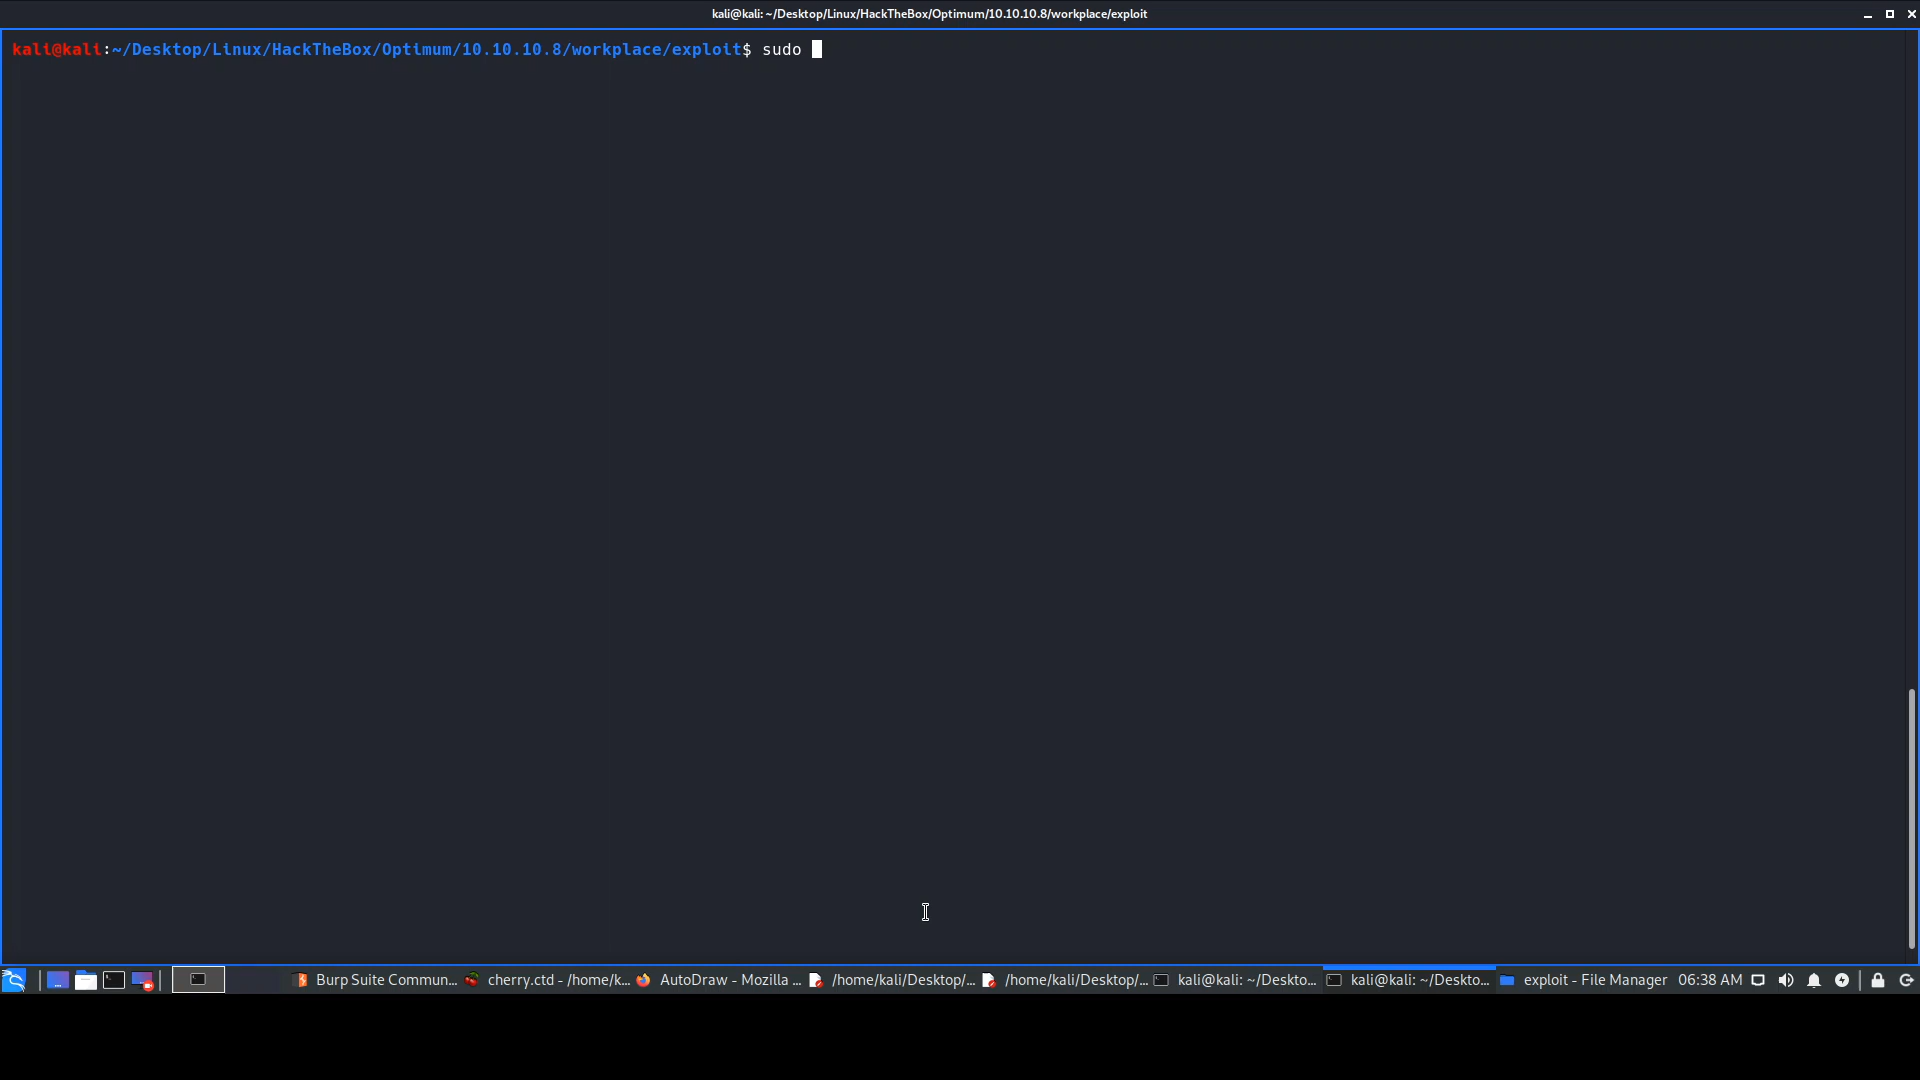 kali@kali: ~/Desktop/Linux/HackTheBox/Optimum/10.10.10.8/workplace/exploit
kali@kali:~/Desktop/Linux/HackTheBox/Optimum/10.10.10.8/workplace/exploit$ sudo
Burp Suite Commun... cherry.ctd - /home/k... AutoDraw - Mozilla ... /home/kali/Desktop/... /home/kali/Desktop/... kali@kali: ~/Deskto... kali@kali: ~/Deskto... exploit - File Manager 06:38 AM